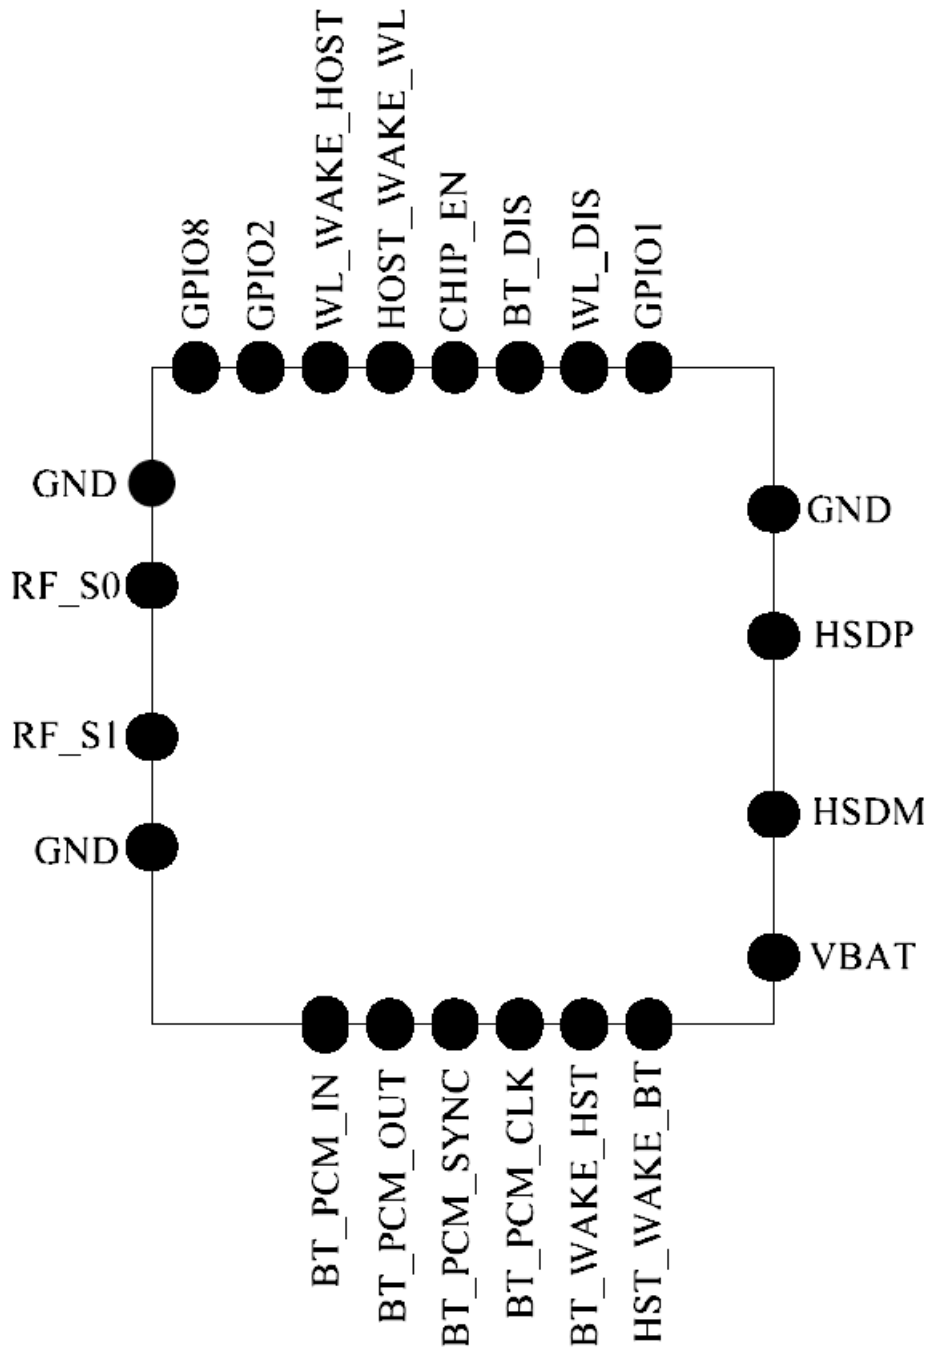 GPIO8
GPIO2
WL_WAKE_HOST
HOST_WAKE_WL
CHIP_EN
BT_DIS
WL_DIS
GPIO1
GND
RF_S0
RF_S1
GND
GND
HSDP
HSDM
VBAT
BT_PCM_IN
BT_PCM_OUT
BT_PCM_SYNC
BT_PCM_CLK
BT_WAKE_HST
HST_WAKE_BT